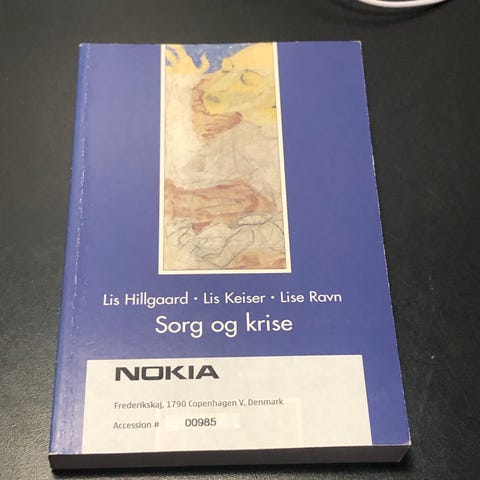 Lis Hillgaard • Lis Keiser • Lise Ravn
Sorg og krise
NOKIA
Frederikskaj, 1790 Copenhagen V, Denmark
Accession # 00985